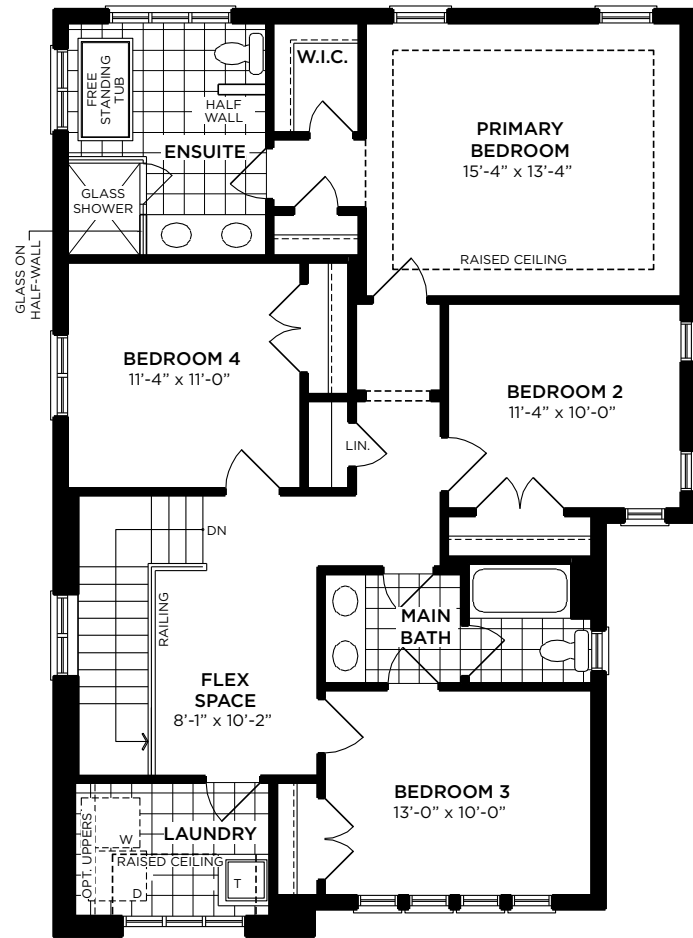 FREE
STANDING
TUB
HALF
WALL
W.I.C.
ENSUITE
GLASS
SHOWER
GLASS ON
HALF-WALL
PRIMARY
BEDROOM
15'-4" x 13'-4"
RAISED CEILING
BEDROOM 4
11'-4" x 11'-0"
BEDROOM 2
11'-4" x 10'-0"
LIN.
DN
RAILING
MAIN
BATH
FLEX
SPACE
8'-1" x 10'-2"
BEDROOM 3
13'-0" x 10'-0"
OPT. UPPERS
W
LAUNDRY
RAISED CEILING
D
T